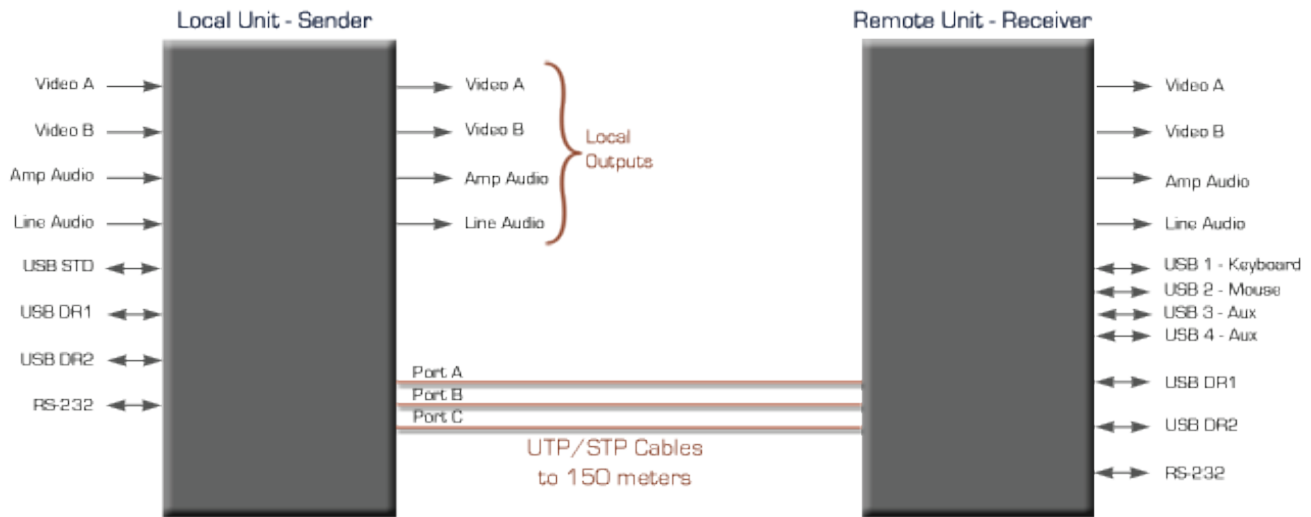 Local Unit - Sender
Remote Unit - Receiver
Video A
Video B
Amp Audio
Line Audio
USB STD
USB DR1
USB DR2
RS-232
Video A
Video B
Amp Audio
Line Audio
Local
Outputs
Port A
Port B
Port C
UTP/STP Cables
to 150 meters
Video A
Video B
Amp Audio
Line Audio
USB 1 - Keyboard
USB 2 - Mouse
USB 3 - Aux
USB 4 - Aux
USB DR1
USB DR2
RS-232